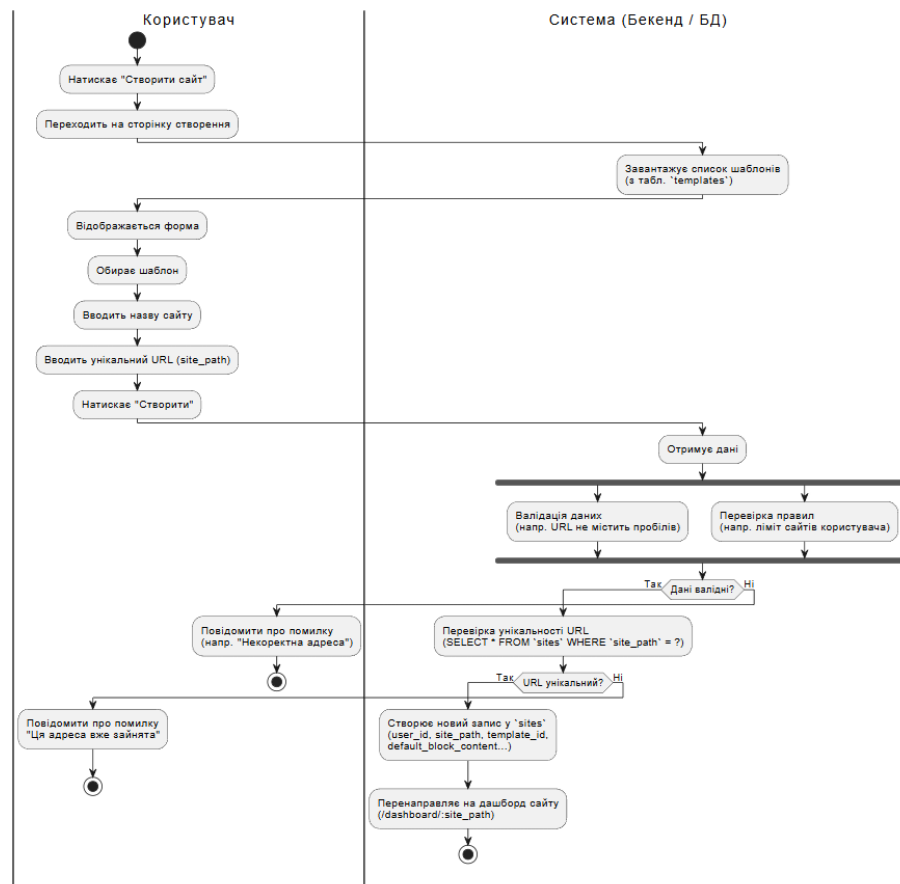 Користувач
Система (Бекенд / БД)
Натискає "Створити сайт"
Переходить на сторінку створення
Завантажує список шаблонів
(з табл. `templates`)
Відображається форма
Обирає шаблон
Вводить назву сайту
Вводить унікальний URL (site_path)
Натискає "Створити"
Отримує дані
Валідація даних
(напр. URL не містить пробілів)
Перевірка правил
(напр. ліміт сайтів користувача)
Так
Дані валідні?
Ні
Повідомити про помилку
(напр. "Некоректна адреса")
Перевірка унікальності URL
(SELECT * FROM `sites` WHERE `site_path` = ?)
Так
URL унікальний?
Ні
Повідомити про помилку
"Ця адреса вже зайнята"
Створює новий запис у `sites`
(user_id, site_path, template_id,
default_block_content...)
Перенаправляє на дашборд сайту
(/dashboard/:site_path)